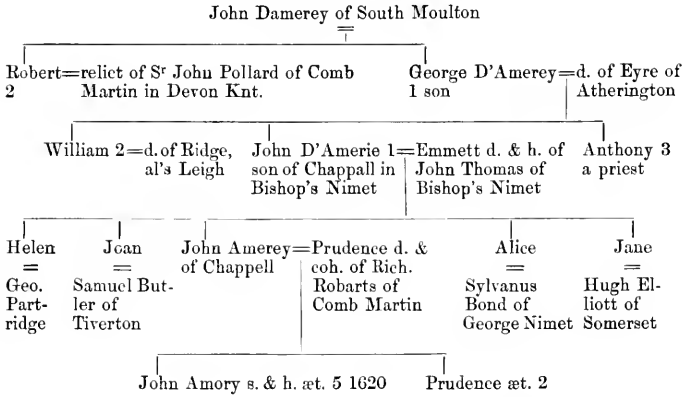 John Damerey of South Moulton
=
Robert=relict of Sʳ John Pollard of Comb George D'Amerey=d. of Eyre of
2 Martin in Devon Knt. 1 son Atherington
William 2=d. of Ridge, John D'Amerie 1=Emmett d. & h. of Anthony 3
al's Leigh son of Chappall in John Thomas of a priest
Bishop's Nimet Bishop's Nimet
Helen Joan John Amerey=Prudence d. & Alice Jane
= = of Chappell coh. of Rich. = =
Geo. Samuel But- Robarts of Sylvanus Hugh El-
Part- ler of Comb Martin Bond of liott of
ridge Tiverton George Nimet Somerset
John Amory s. & h. æt. 5 1620 Prudence æt. 2